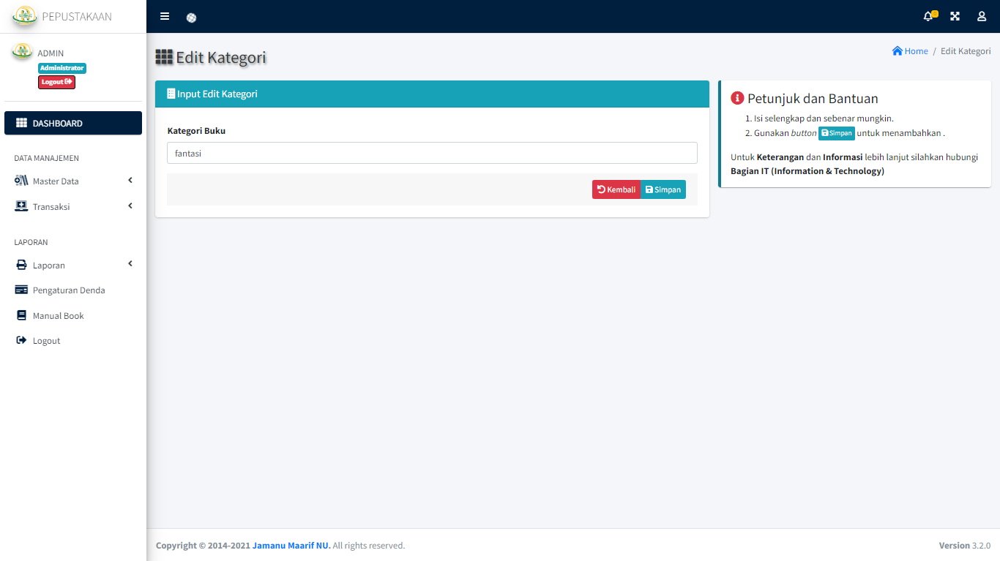 PEPUSTAKAAN
ADMIN
Administrator
Logout
DASHBOARD
DATA MANAJEMEN
Master Data
Transaksi
LAPORAN
Laporan
Pengaturan Denda
Manual Book
Logout
0
Edit Kategori
Home / Edit Kategori
Input Edit Kategori
Kategori Buku
fantasi
Kembali Simpan
Petunjuk dan Bantuan
1. Isi selengkap dan sebenar mungkin.
2. Gunakan button Simpan untuk menambahkan .
Untuk Keterangan dan Informasi lebih lanjut silahkan hubungi
Bagian IT (Information & Technology)
Copyright © 2014-2021 Jamanu Maarif NU. All rights reserved.
Version 3.2.0